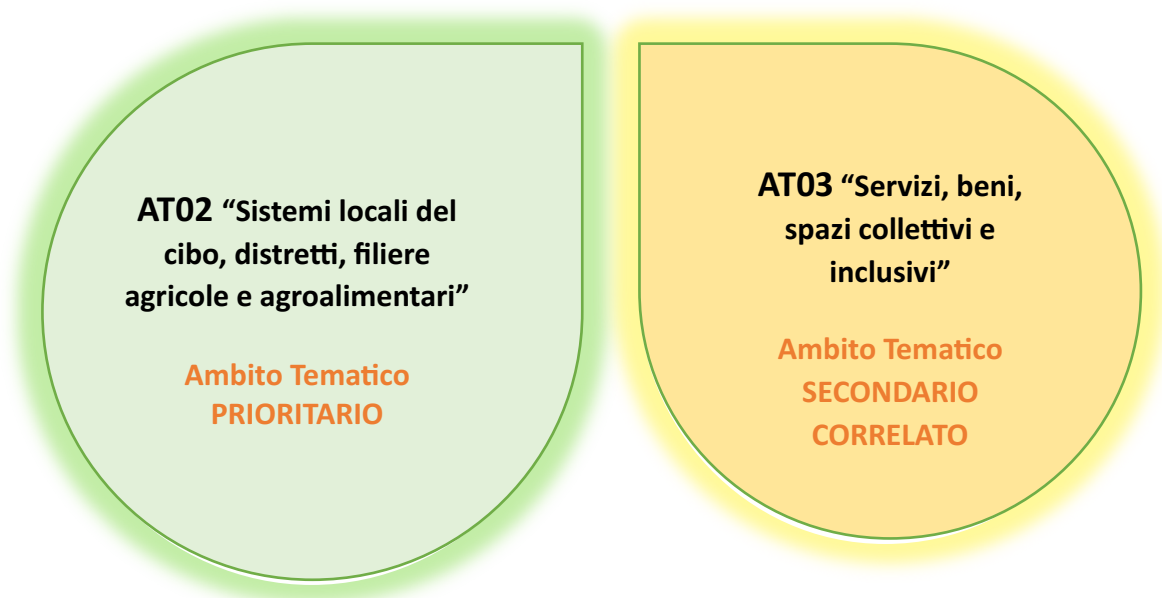 AT02 “Sistemi locali del
cibo, distretti, filiere
agricole e agroalimentari”
Ambito Tematico
PRIORITARIO
AT03 “Servizi, beni,
spazi collettivi e
inclusivi”
Ambito Tematico
SECONDARIO
CORRELATO